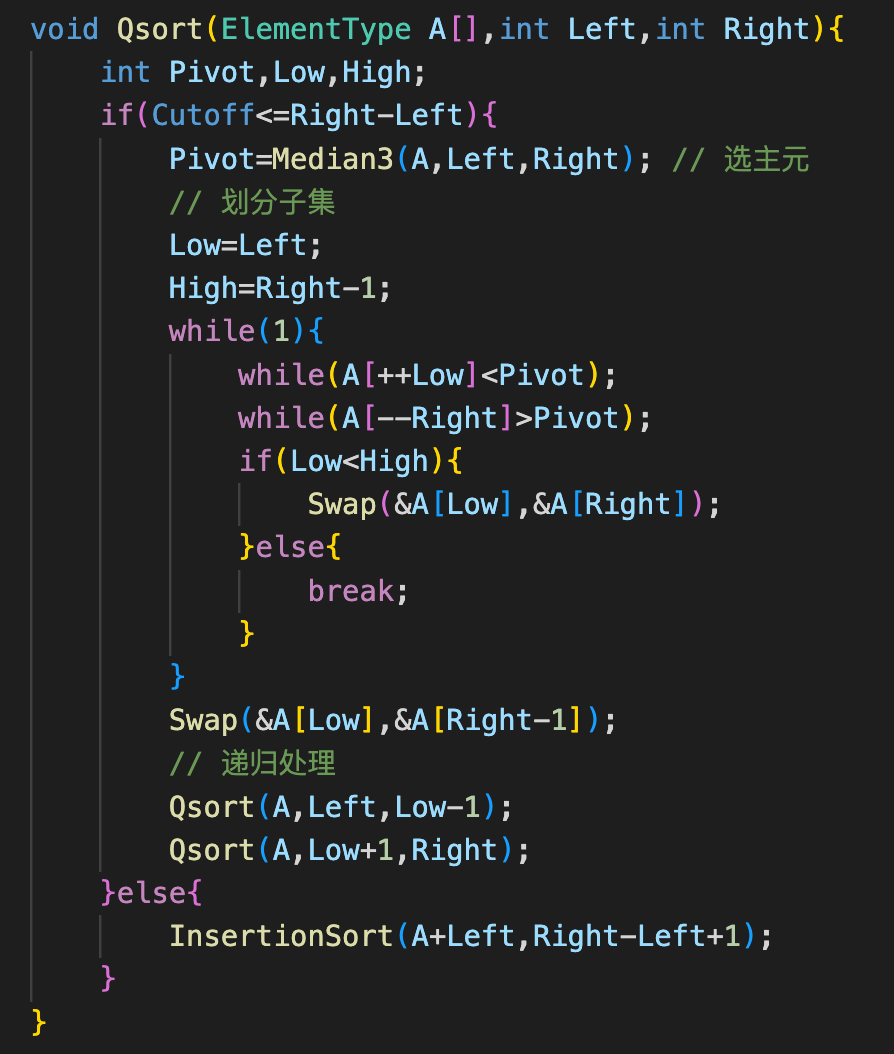 void Qsort(ElementType A[],int Left,int Right){
    int Pivot,Low,High;
    if(Cutoff<=Right-Left){
        Pivot=Median3(A,Left,Right); // 选主元
        // 划分子集
        Low=Left;
        High=Right-1;
        while(1){
            while(A[++Low]<Pivot);
            while(A[--Right]>Pivot);
            if(Low<High){
                Swap(&A[Low],&A[Right]);
            }else{
                break;
            }
        }
        Swap(&A[Low],&A[Right-1]);
        // 递归处理
        Qsort(A,Left,Low-1);
        Qsort(A,Low+1,Right);
    }else{
        InsertionSort(A+Left,Right-Left+1);
    }
}